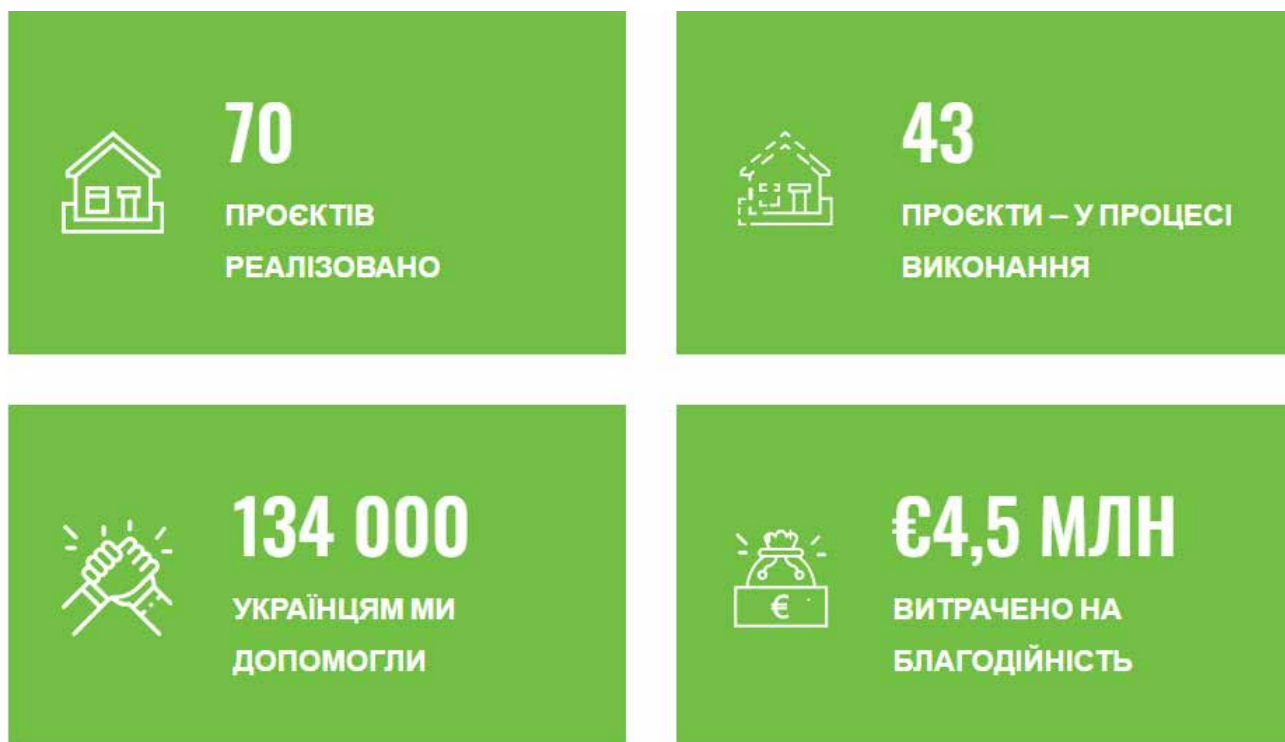 70
ПРОЄКТІВ
РЕАЛІЗОВАНО
43
ПРОЄКТИ – У ПРОЦЕСІ
ВИКОНАННЯ
134 000
УКРАЇНЦЯМ МИ
ДОПОМОГЛИ
€4,5 МЛН
€
ВИТРАЧЕНО НА
БЛАГОДІЙНІСТЬ